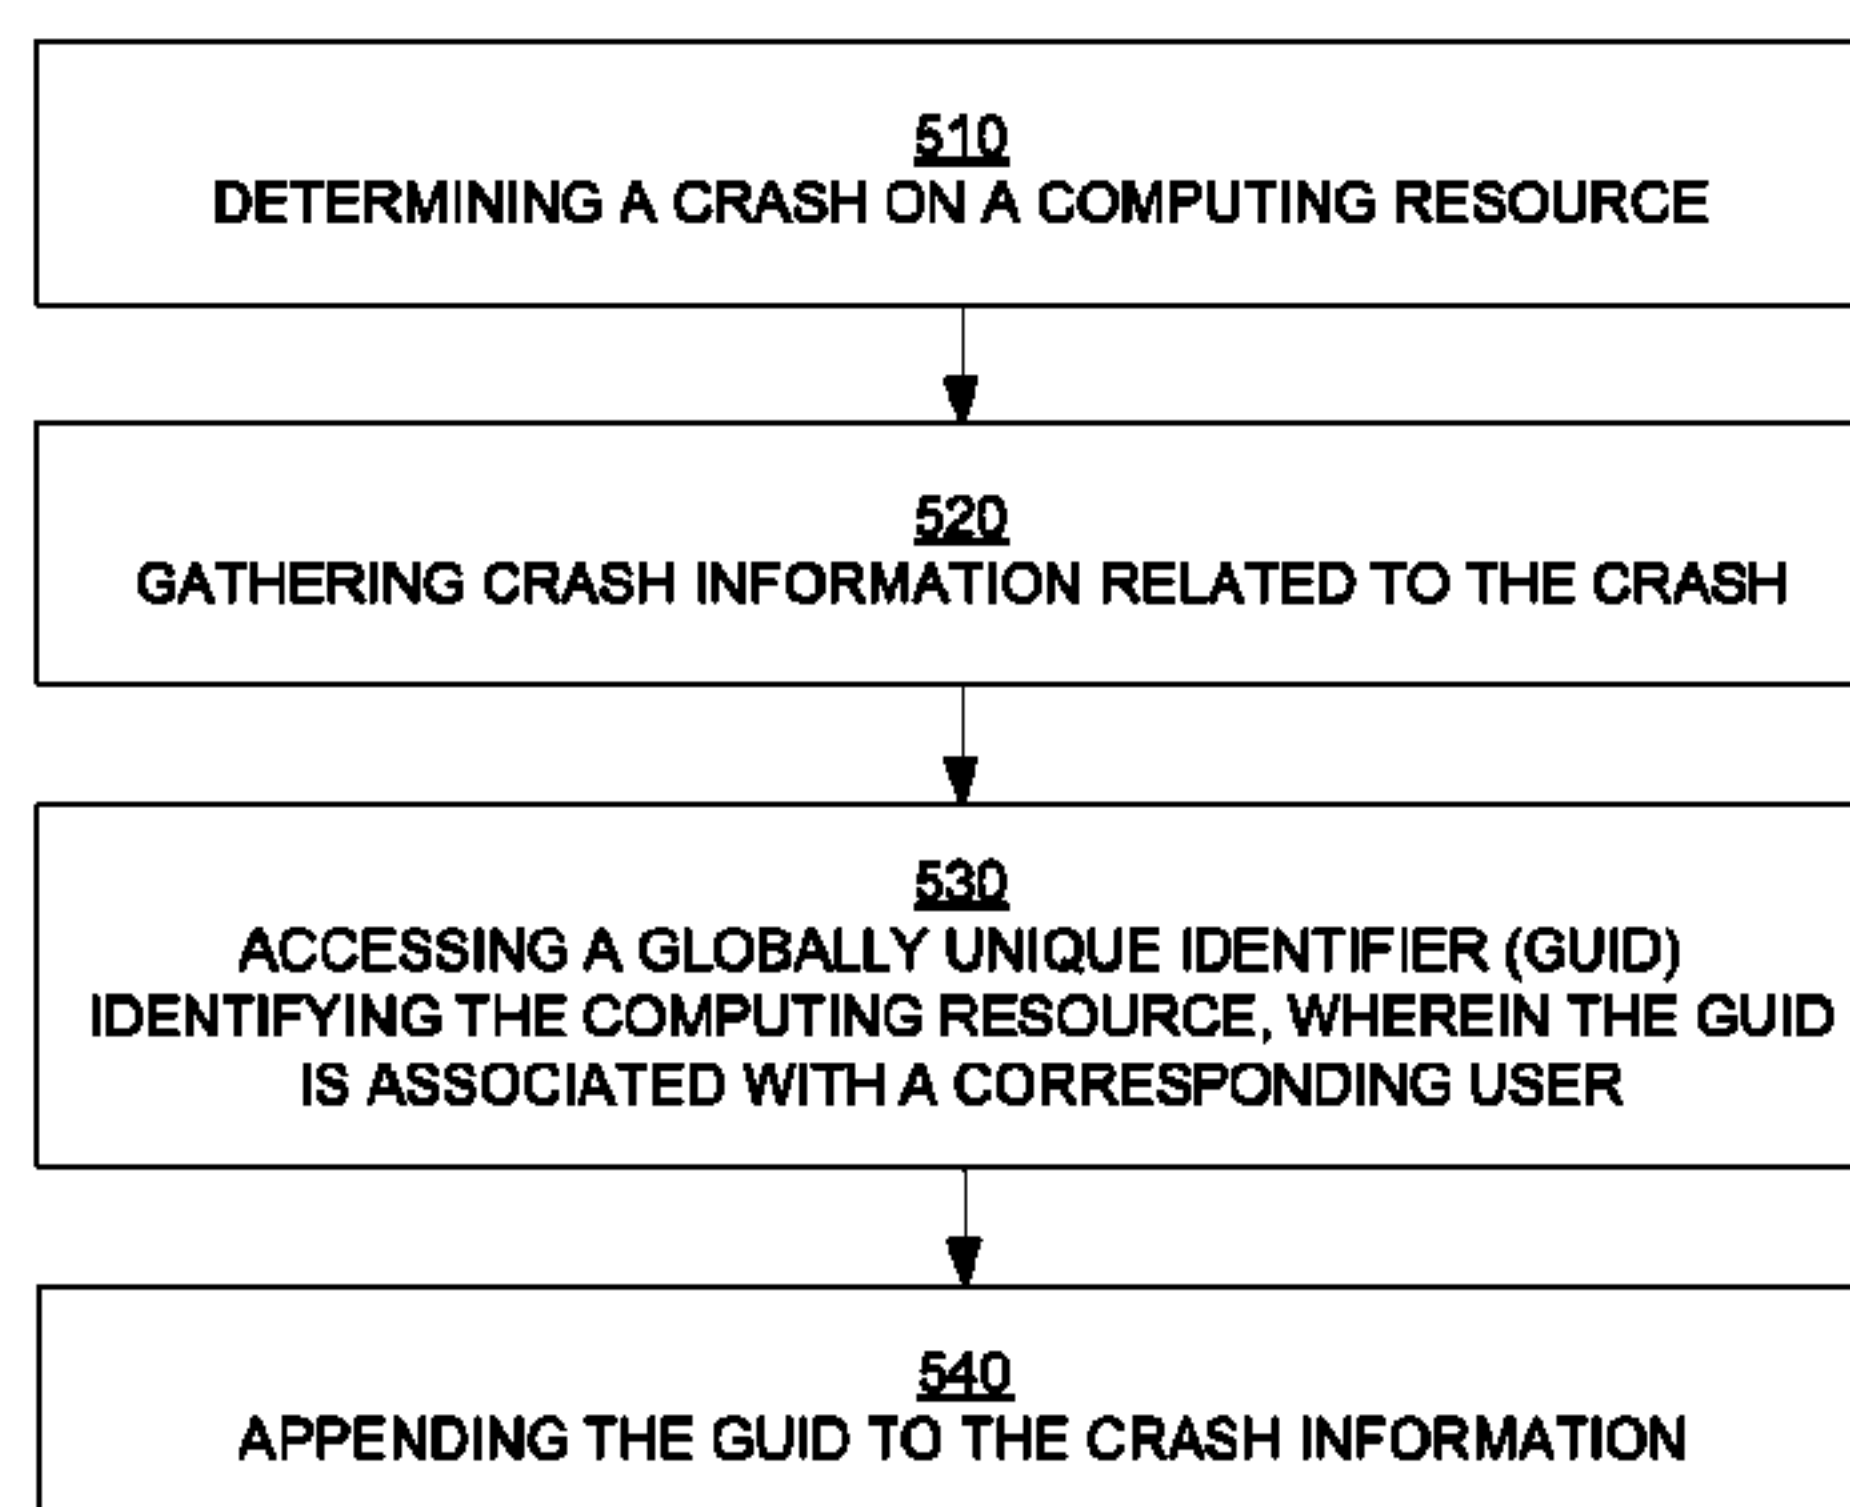 510
DETERMINING A CRASH ON A COMPUTING RESOURCE
520
GATHERING CRASH INFORMATION RELATED TO THE CRASH
530
ACCESSING A GLOBALLY UNIQUE IDENTIFIER (GUID)
IDENTIFYING THE COMPUTING RESOURCE, WHEREIN THE GUID
IS ASSOCIATED WITH A CORRESPONDING USER
540
APPENDING THE GUID TO THE CRASH INFORMATION